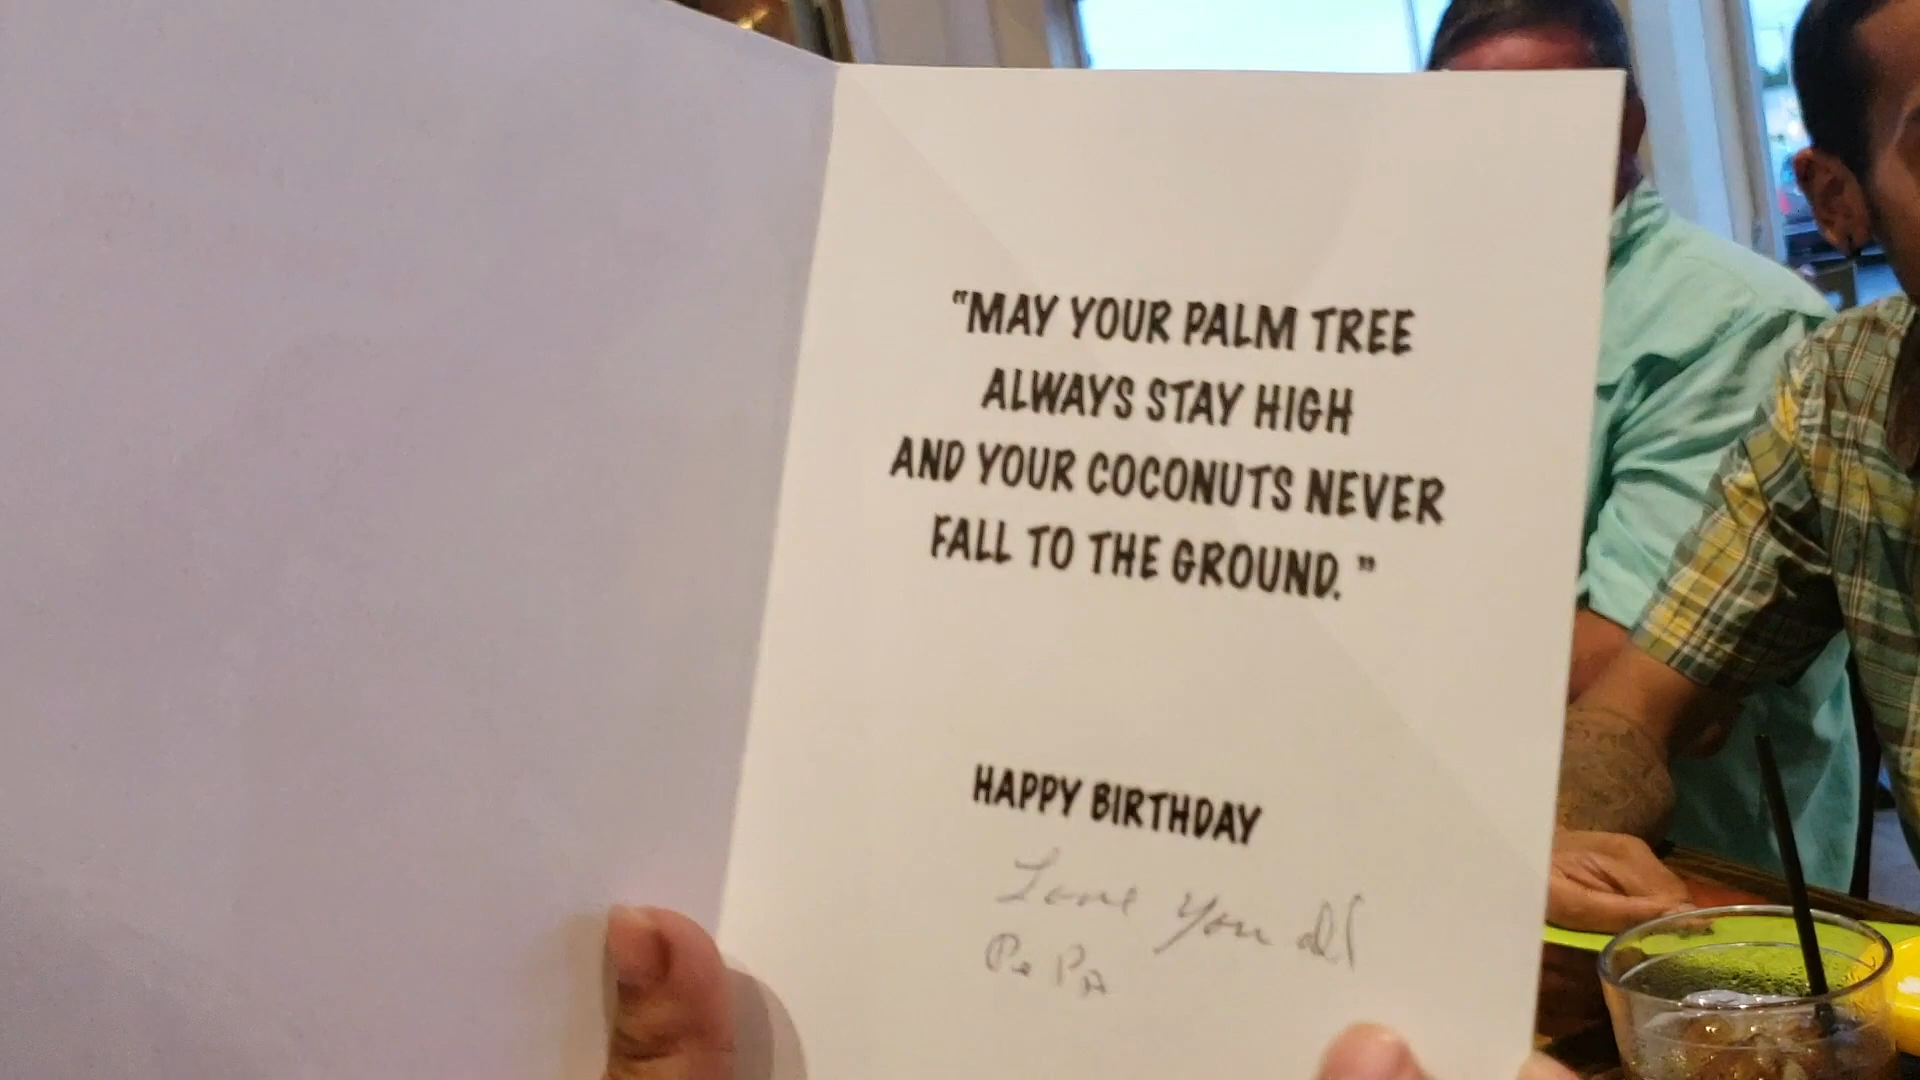 "MAY YOUR PALM TREE
ALWAYS STAY HIGH
AND YOUR COCONUTS NEVER
FALL TO THE GROUND."
HAPPY BIRTHDAY
Love You
PaPA